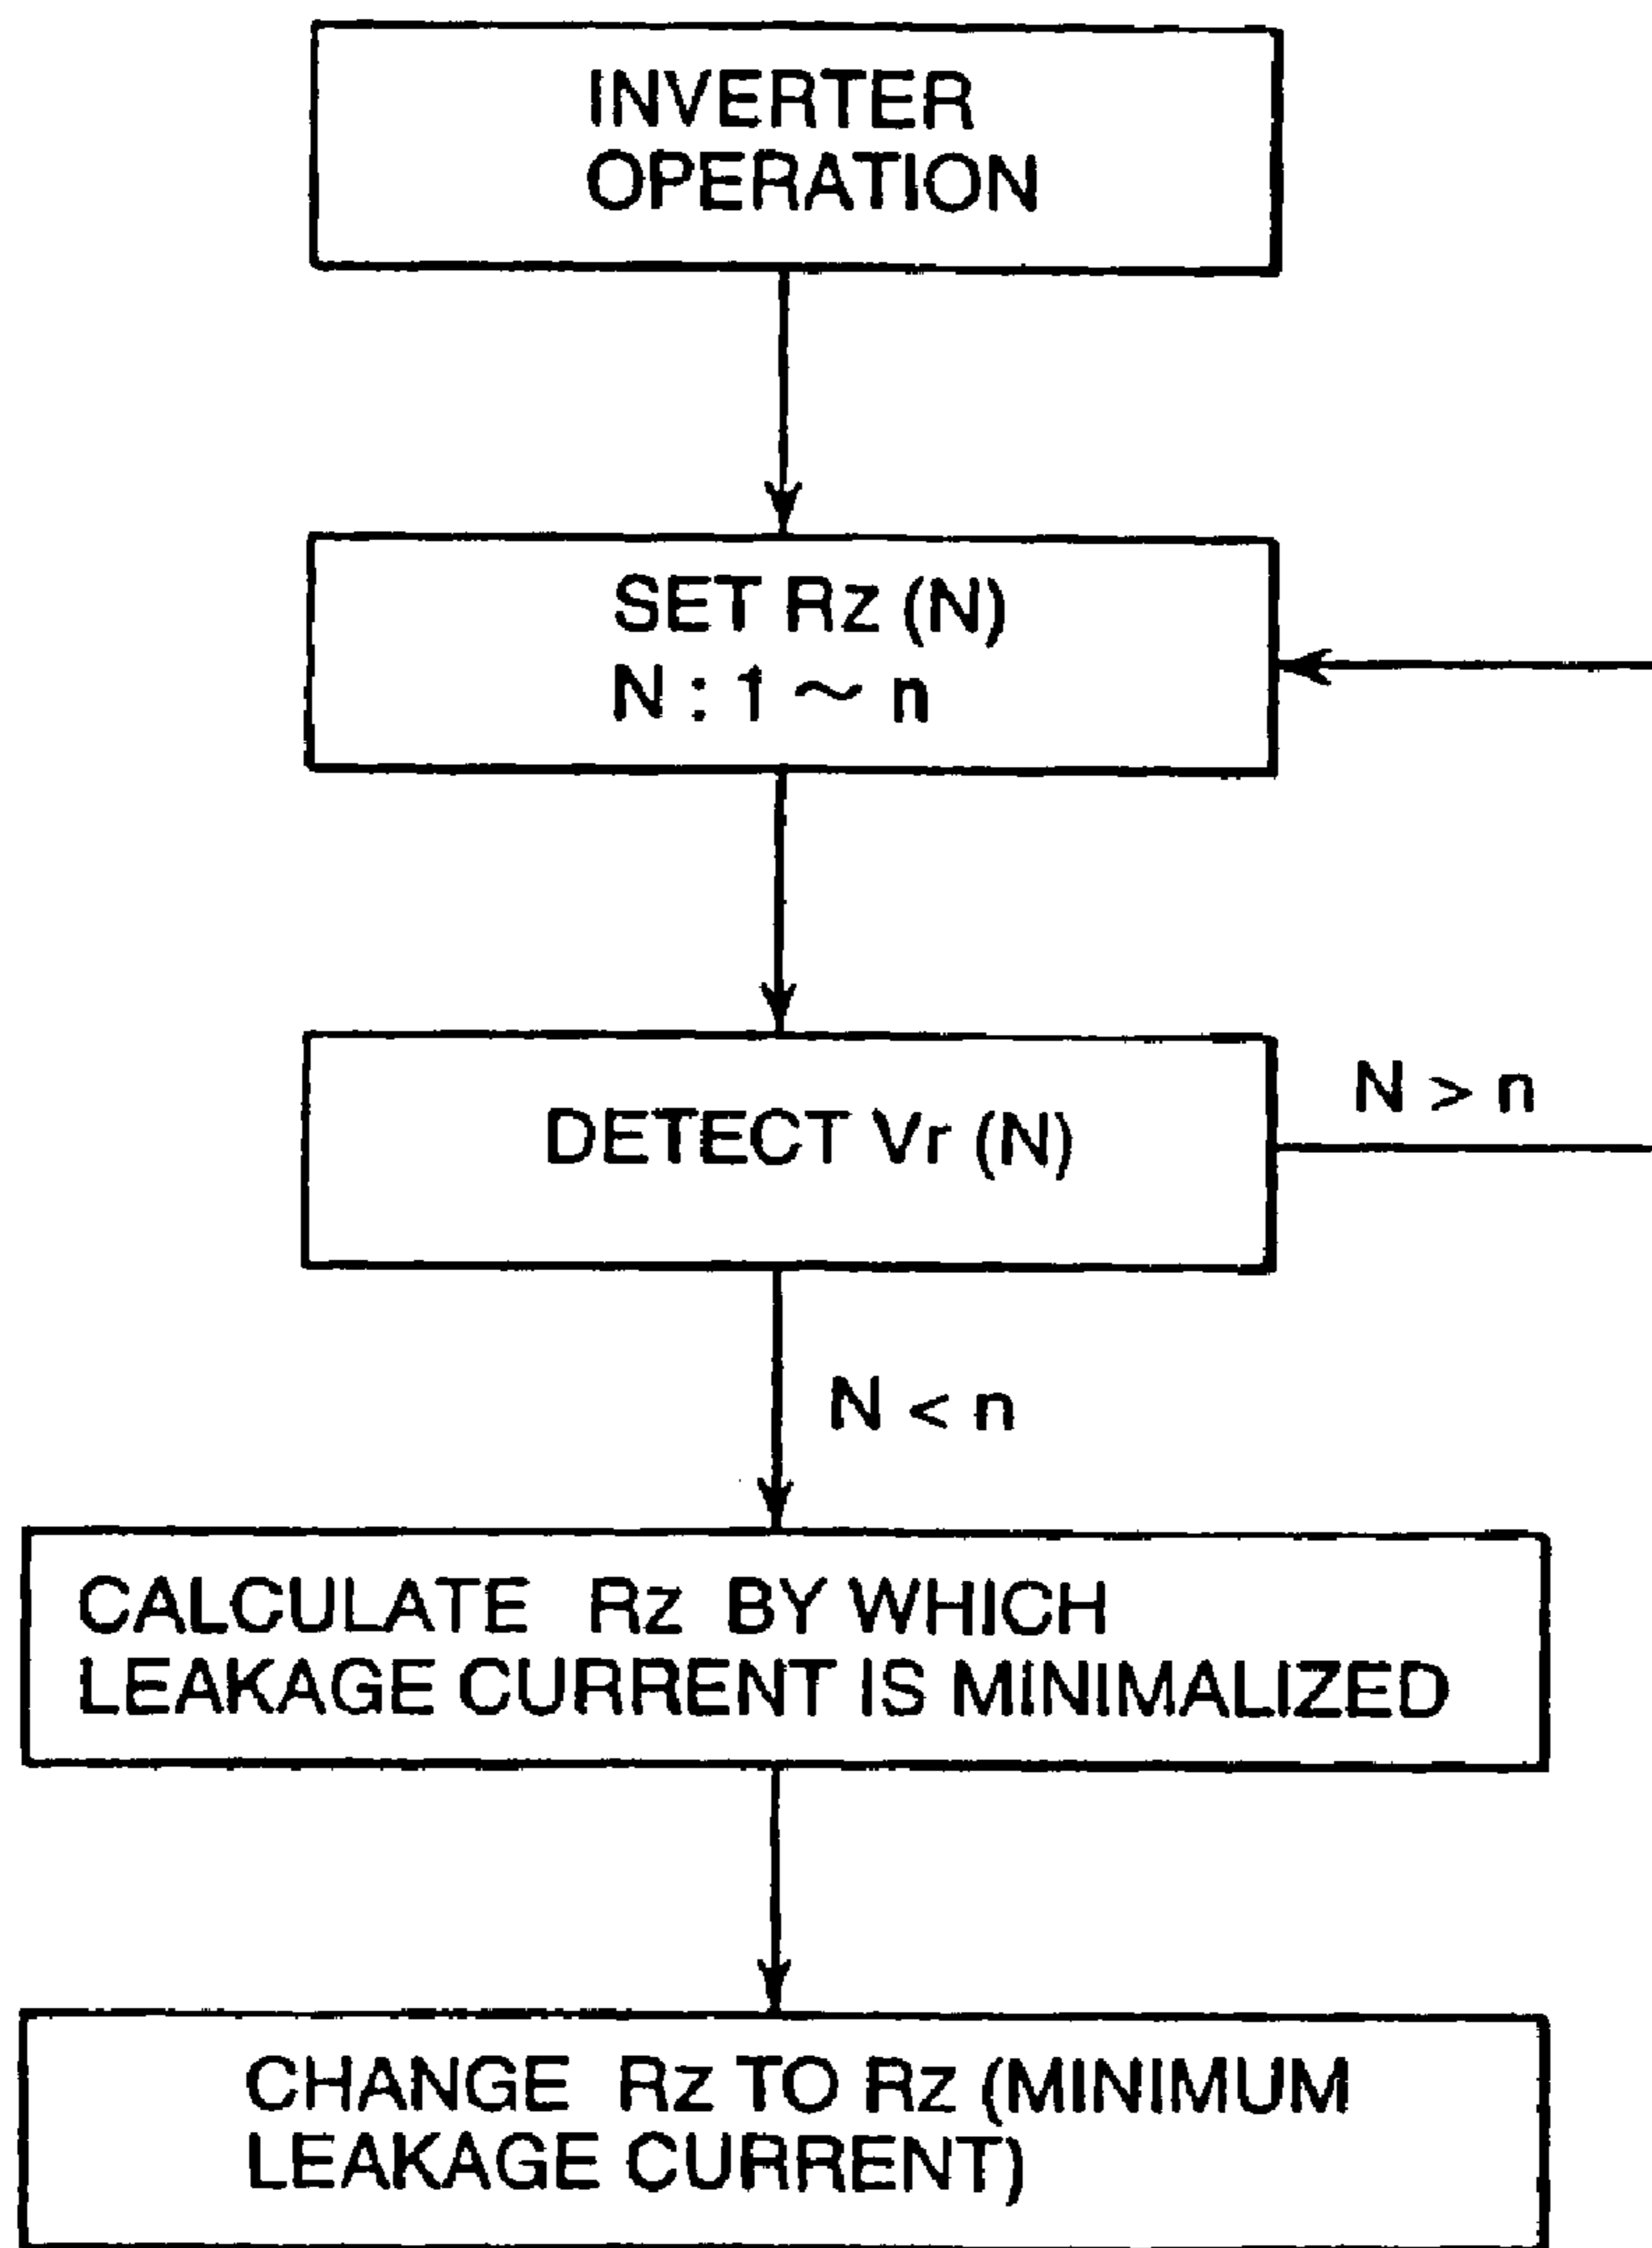 INVERTER
OPERATION
SET Rz (N)
N : 1 ~ n
DETECT Vr (N)
N > n
N < n
CALCULATE Rz BY WHICH
LEAKAGE CURRENT IS MINIMALIZED
CHANGE Rz TO Rz (MINIMUM
LEAKAGE CURRENT)